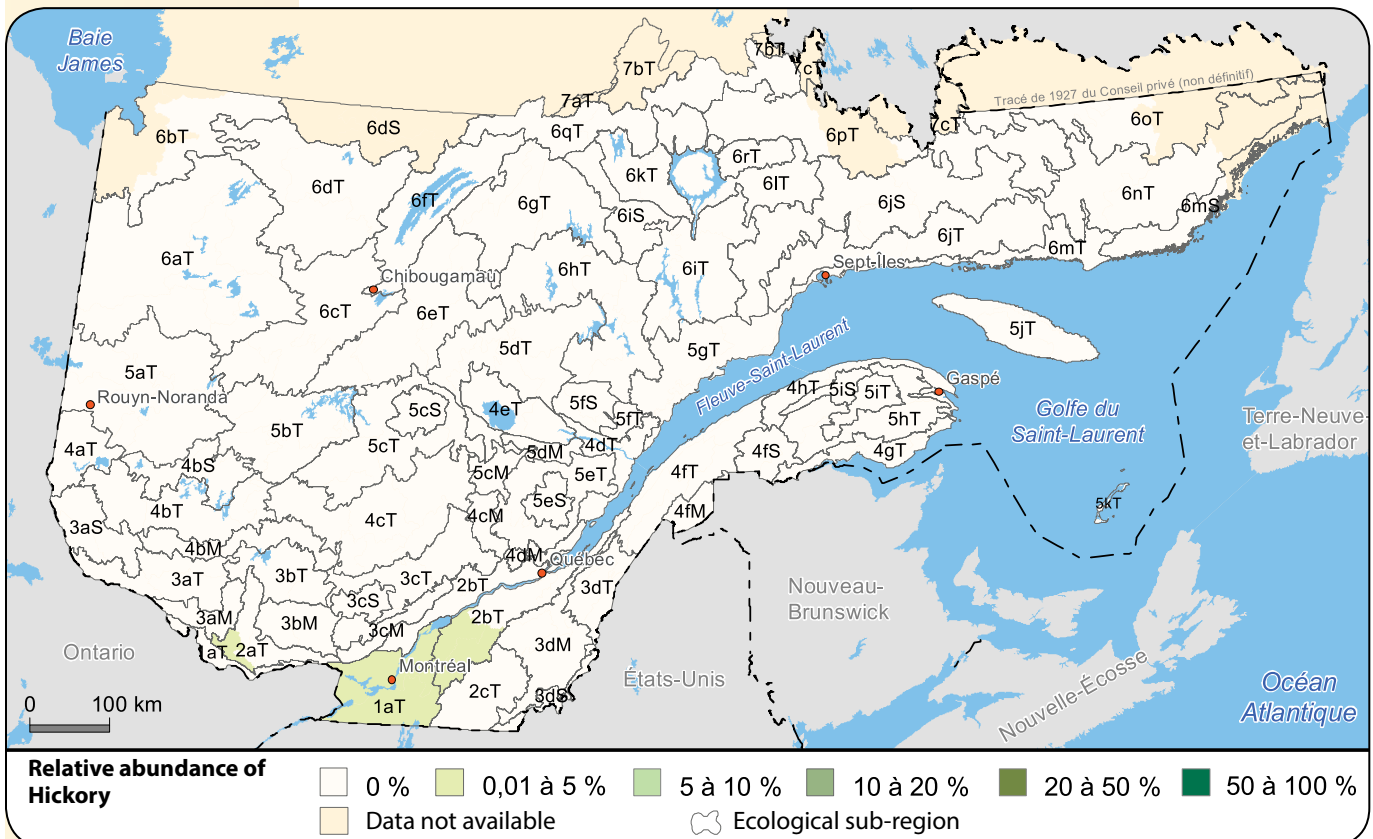 Baie
James
7bT
7bT
7cT
7aT
Tracé de 1927 du Conseil privé (non définitif)
6bT
6dS
6qT
6pT
7cT
6oT
6dT
6fT
6gT
6kT
6rT
6lT
6iS
6jS
6nT
6mS
6aT
6hT
6iT
6jT
6mT
Chibougamau
Sept-Îles
6cT
6eT
5jT
5dT
5gT
Fleuve-Saint-Laurent
5aT
Rouyn-Noranda
5cS
4eT
5fS
5fT
4hT
5iS
5iT
Gaspé
5hT
Golfe du
Saint-Laurent
Terre-Neuve-
et-Labrador
4aT
5bT
5cT
4bS
5dM
4dT
4fS
4gT
5cM
5eT
4fT
5eS
5kT
3aS
4bT
4cT
4cM
4fM
4bM
4dM
Québec
3aT
3bT
3cT
2bT
3dT
Nouveau-
Brunswick
3cS
3aM
3bM
3cM
2bT
3dM
Ontario
aT
2aT
Montréal
États-Unis
2cT
3dS
1aT
Nouvelle-Écosse
Océan
Atlantique
0 100 km
Relative abundance of
Hickory
0 % 0,01 à 5 % 5 à 10 % 10 à 20 % 20 à 50 % 50 à 100 %
Data not available Ecological sub-region